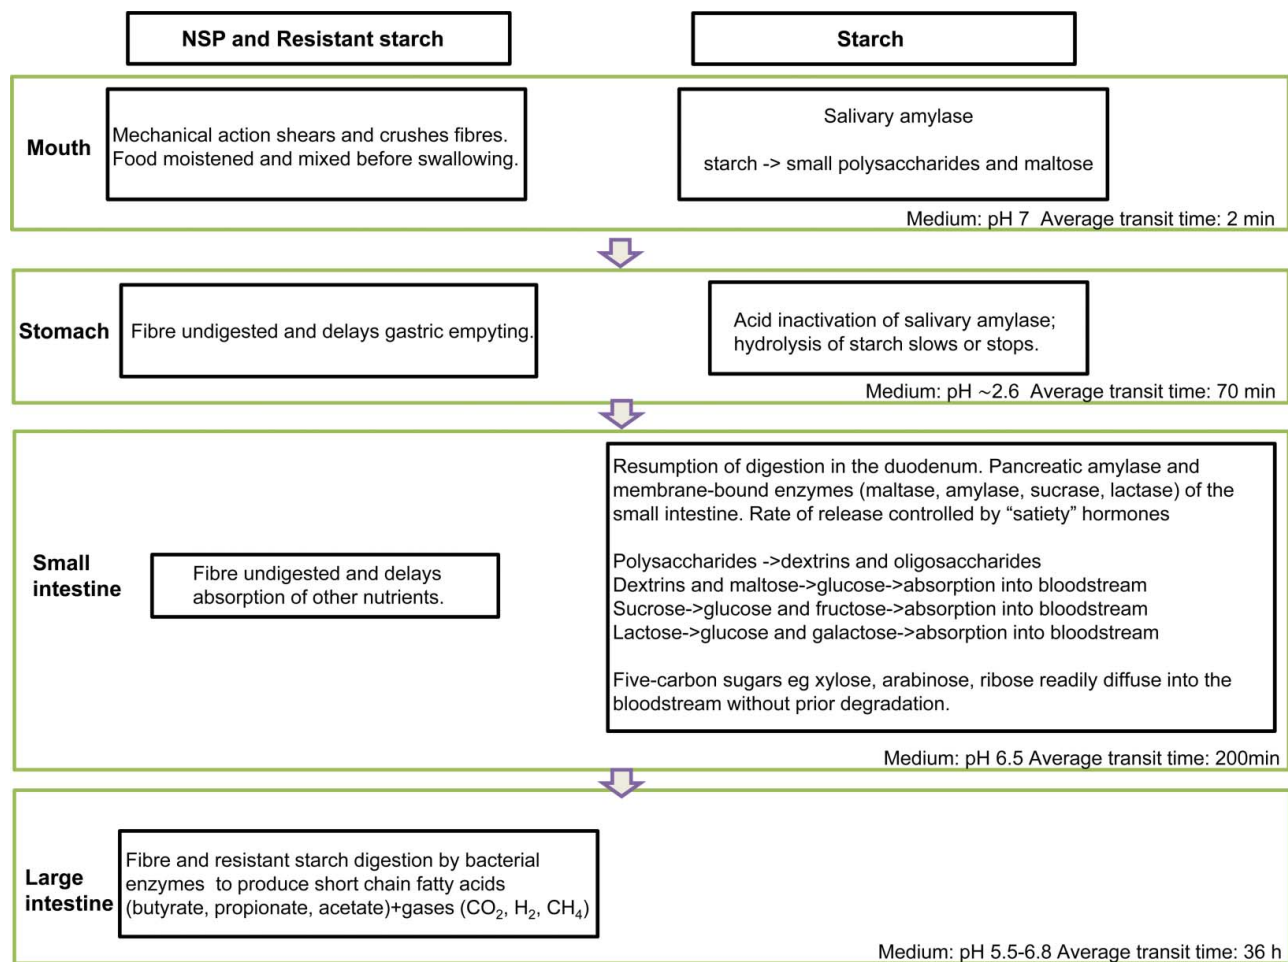 NSP and Resistant starch
Starch
Mouth
Mechanical action shears and crushes fibres.
Food moistened and mixed before swallowing.
Salivary amylase
starch -> small polysaccharides and maltose
Medium: pH 7 Average transit time: 2 min
Stomach
Fibre undigested and delays gastric empyting.
Acid inactivation of salivary amylase;
hydrolysis of starch slows or stops.
Medium: pH ~2.6 Average transit time: 70 min
Small
intestine
Fibre undigested and delays
absorption of other nutrients.
Resumption of digestion in the duodenum. Pancreatic amylase and
membrane-bound enzymes (maltase, amylase, sucrase, lactase) of the
small intestine. Rate of release controlled by “satiety” hormones
Polysaccharides ->dextrins and oligosaccharides
Dextrins and maltose->glucose->absorption into bloodstream
Sucrose->glucose and fructose->absorption into bloodstream
Lactose->glucose and galactose->absorption into bloodstream
Five-carbon sugars eg xylose, arabinose, ribose readily diffuse into the
bloodstream without prior degradation.
Medium: pH 6.5 Average transit time: 200min
Large
intestine
Fibre and resistant starch digestion by bacterial
enzymes to produce short chain fatty acids
(butyrate, propionate, acetate)+gases (CO₂, H₂, CH₄)
Medium: pH 5.5-6.8 Average transit time: 36 h